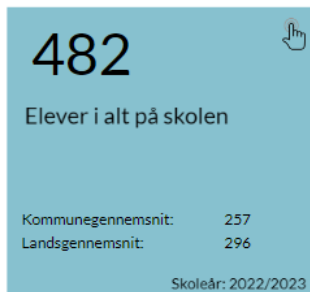 482
Elever i alt på skolen
Kommunegennemsnit: 257
Landsgennemsnit: 296
Skoleår: 2022/2023